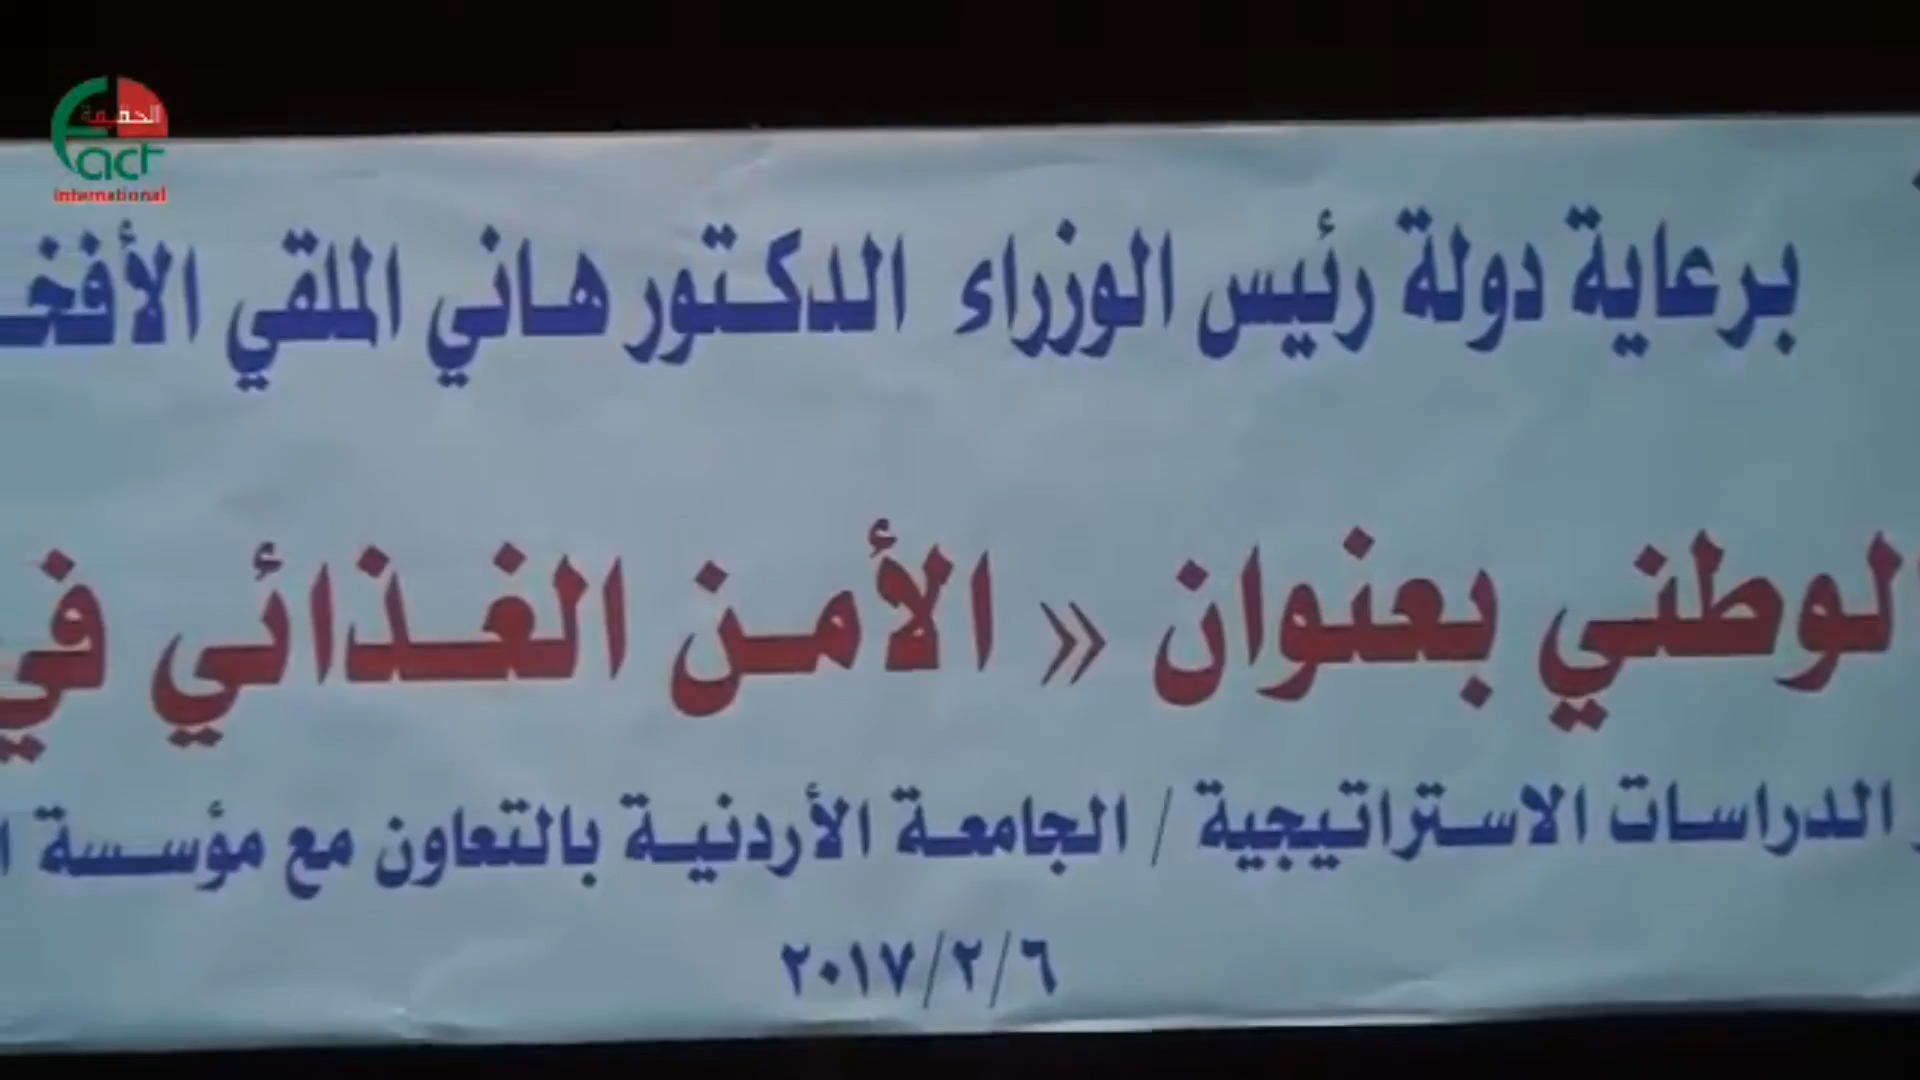 الحقيقة
Fact
International
برعاية دولة رئيس الوزراء الدكتور هاني الملقي
الوطني بعنوان « الأمن الغذائي في
الدراسات الاستراتيجية / الجامعة الأردنية بالتعاون مع مؤسسة
٢٠١٧/٢/٦